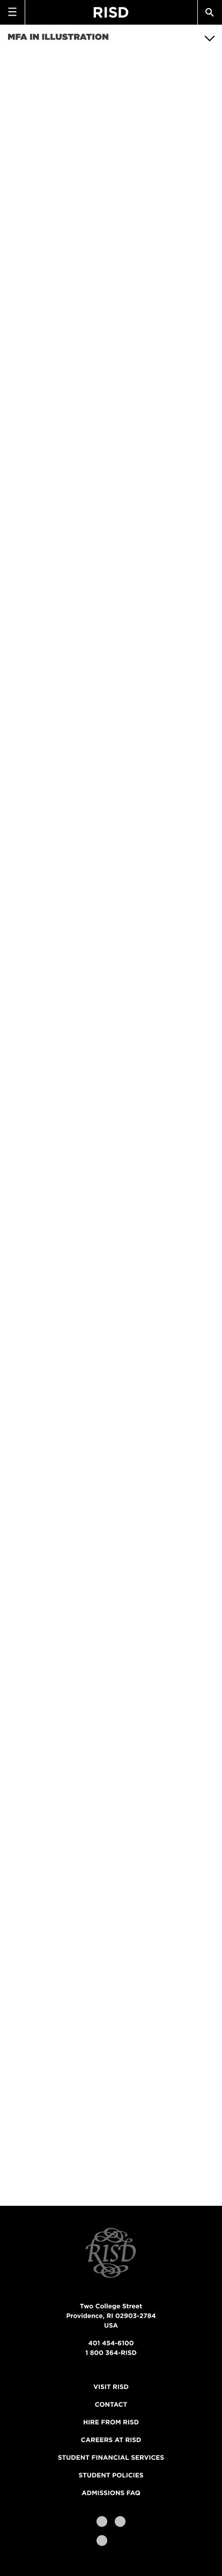 RISD
MFA IN ILLUSTRATION
RISD
Two College Street
Providence, RI 02903-2784
USA
401 454-6100
1 800 364-RISD
VISIT RISD
CONTACT
HIRE FROM RISD
CAREERS AT RISD
STUDENT FINANCIAL SERVICES
STUDENT POLICIES
ADMISSIONS FAQ